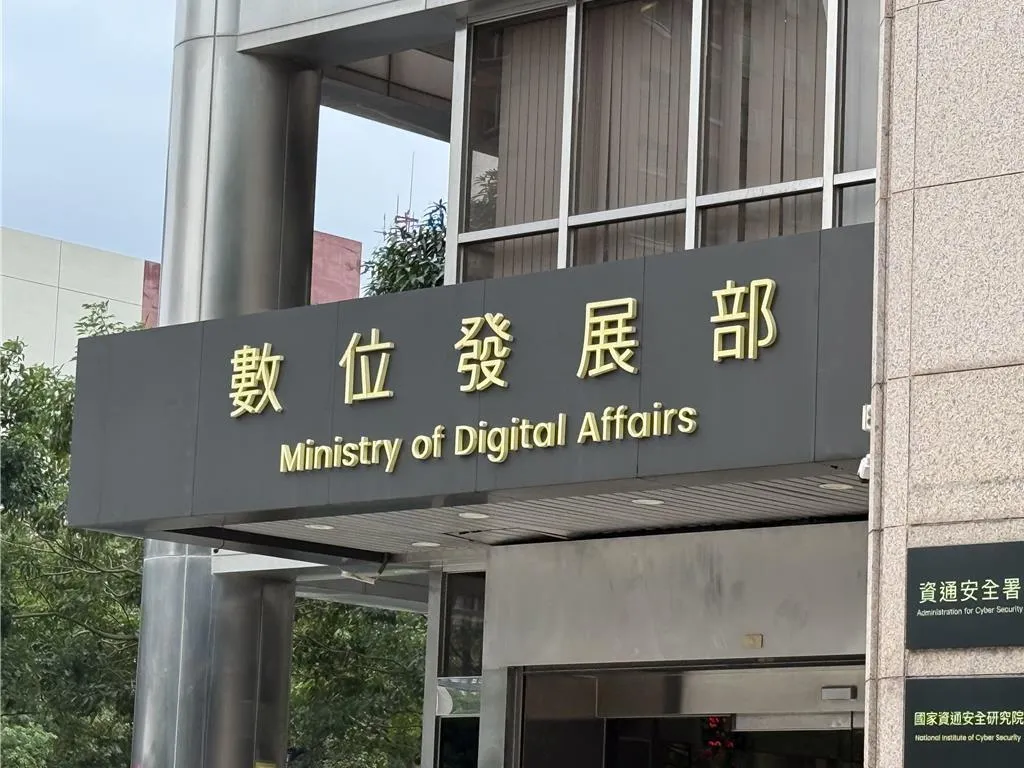 數位發展部
Ministry of Digital Affairs
資通安全署
Administration for Cyber Security
國家資通安全研究院
National Institute of Cyber Security